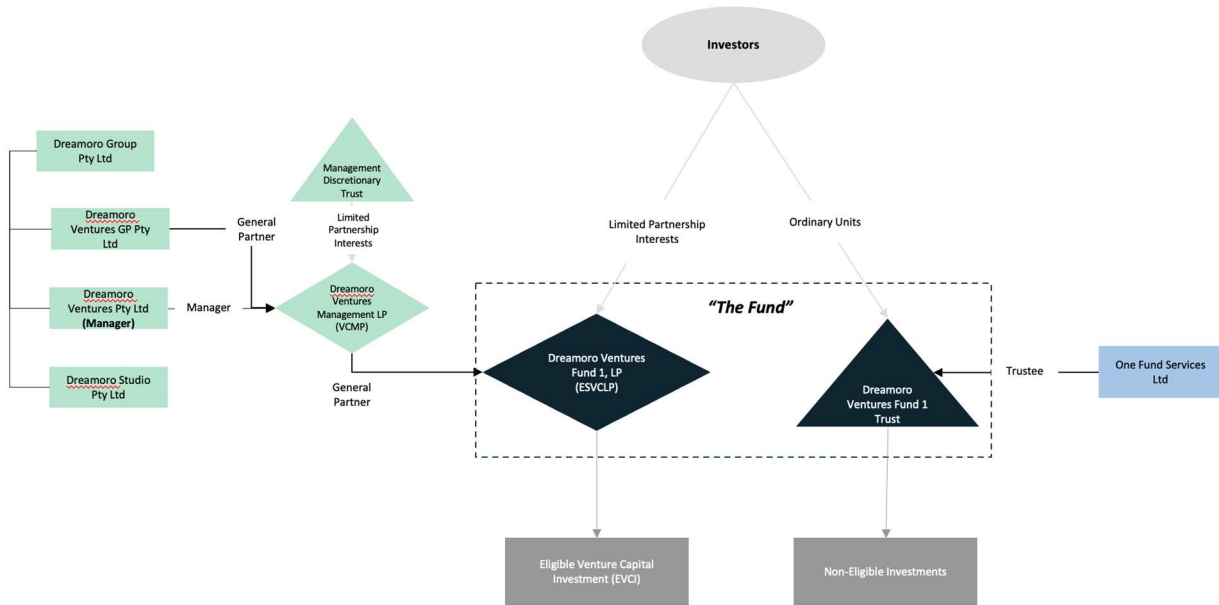 Investors
Dreamoro Group
Pty Ltd
Management
Discretionary
Trust
Dreamoro
Ventures GP Pty
Ltd
General
Partner
Limited
Partnership
Interests
Limited Partnership
Interests
Ordinary Units
Dreamoro
Ventures Pty Ltd
(Manager)
Manager
Dreamoro
Ventures
Management LP
(VCMP)
“The Fund”
Dreamoro Studio
Pty Ltd
General
Partner
Dreamoro Ventures
Fund 1, LP
(ESVCLP)
Dreamoro
Ventures Fund 1
Trust
Trustee
One Fund Services
Ltd
Eligible Venture Capital
Investment (EVCI)
Non-Eligible Investments